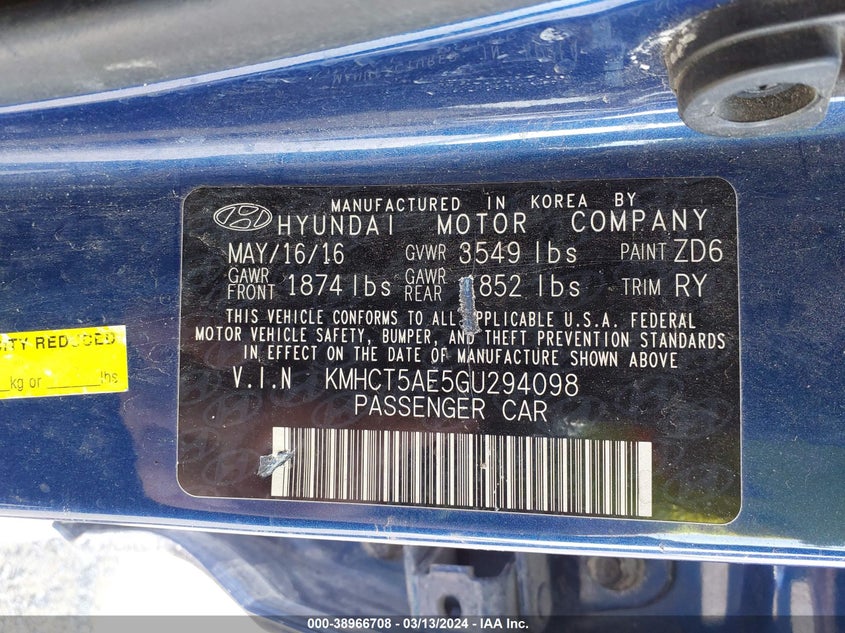 MANUFACTURED IN KOREA BY
HYUNDAI MOTOR COMPANY
MAY/16/16 GVWR 3549 lbs PAINT ZD6
GAWR FRONT 1874 lbs GAWR REAR 852 lbs TRIM RY
THIS VEHICLE CONFORMS TO ALL APPLICABLE U.S.A. FEDERAL
MOTOR VEHICLE SAFETY, BUMPER, AND THEFT PREVENTION STANDARDS
IN EFFECT ON THE DATE OF MANUFACTURE SHOWN ABOVE
V.I.N KMHCT5AE5GU294098
PASSENGER CAR
REDUCED
kg or lbs
000-38966708 - 03/13/2024 - IAA Inc.